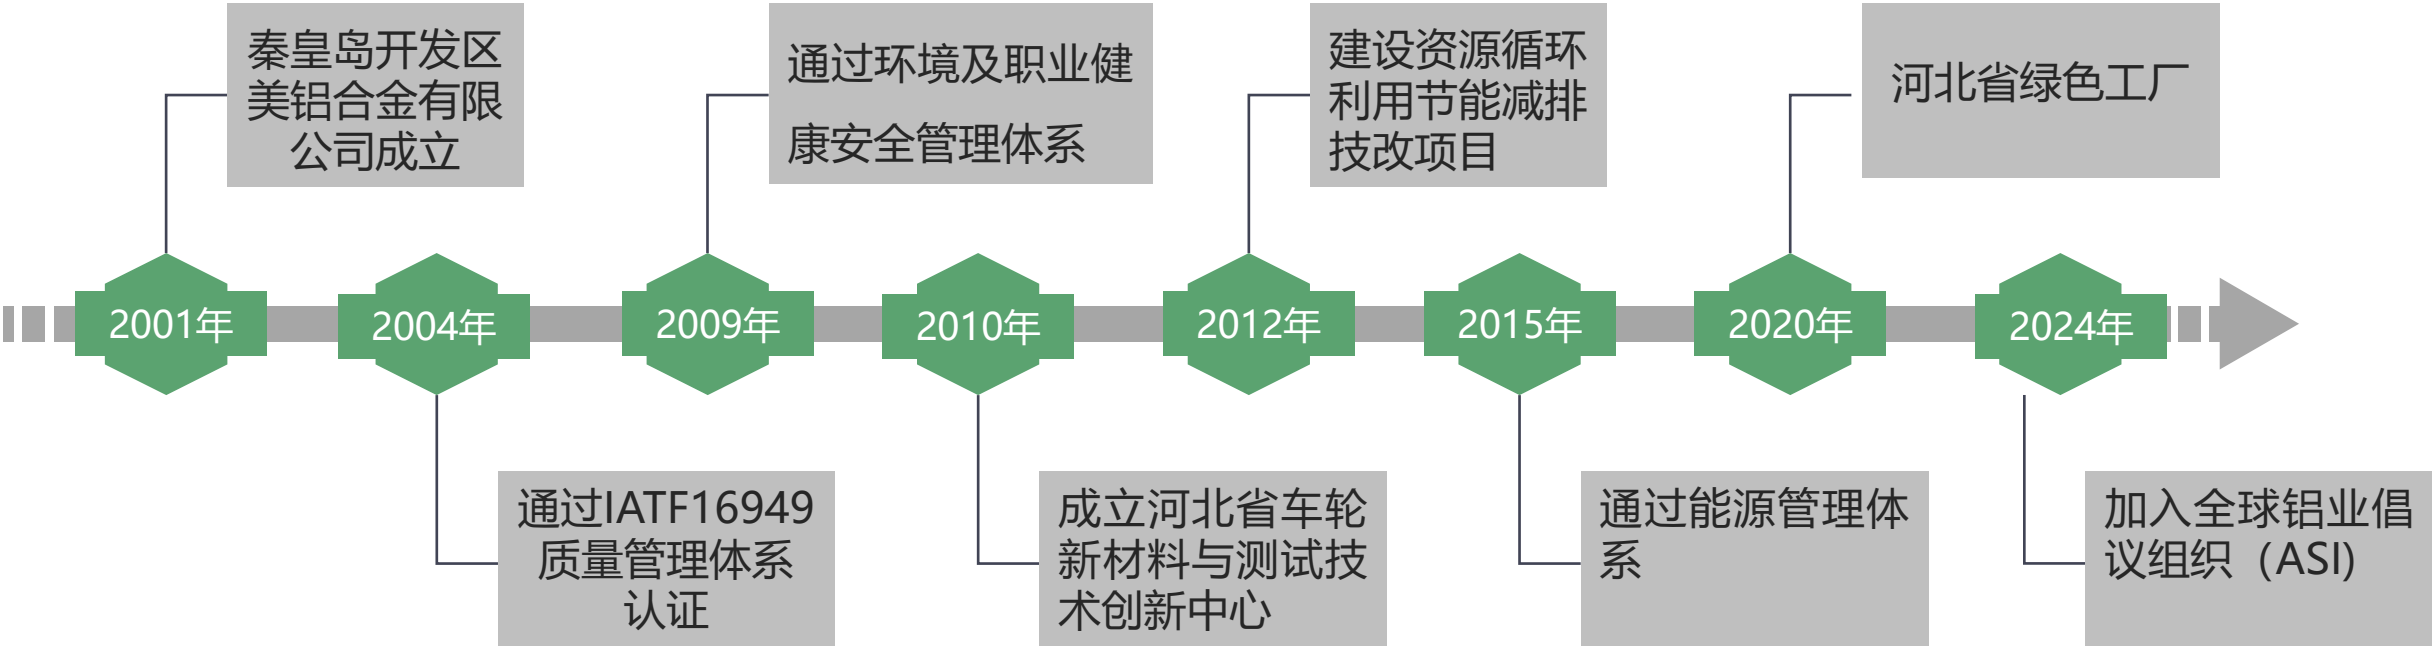 秦皇岛开发区
美铝合金有限
公司成立
通过环境及职业健
康安全管理体系
建设资源循环
利用节能减排
技改项目
河北省绿色工厂
2001年
2004年
2009年
2010年
2012年
2015年
2020年
2024年
通过IATF16949
质量管理体系
认证
成立河北省车轮
新材料与测试技
术创新中心
通过能源管理体
系
加入全球铝业倡
议组织（ASI)